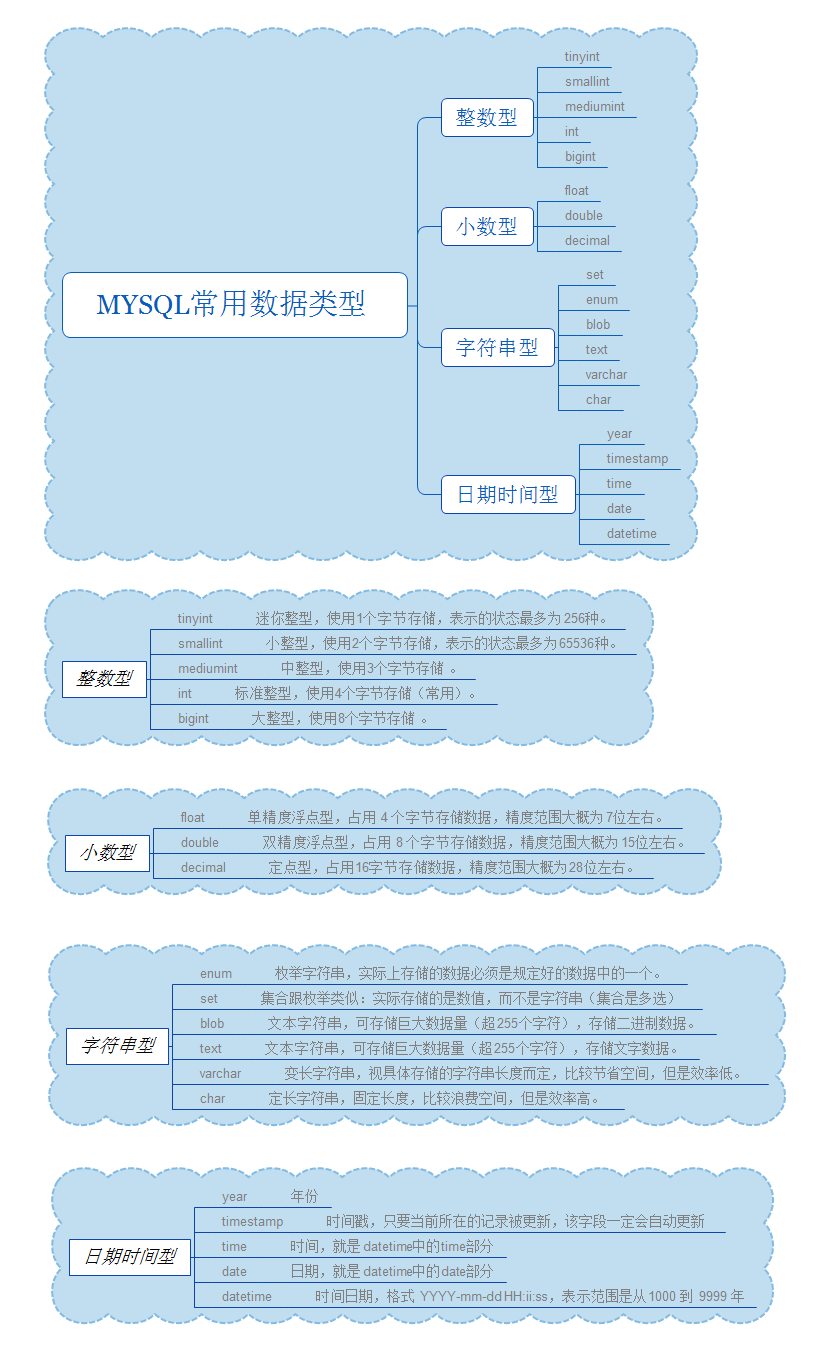 MYSQL常用数据类型
整数型
tinyint
smallint
mediumint
int
bigint
小数型
float
double
decimal
字符串型
set
enum
blob
text
varchar
char
日期时间型
year
timestamp
time
date
datetime
整数型
tinyint 迷你整型，使用1个字节存储，表示的状态最多为256种。
smallint 小整型，使用2个字节存储，表示的状态最多为65536种。
mediumint 中整型，使用3个字节存储 。
int 标准整型，使用4个字节存储（常用）。
bigint 大整型，使用8个字节存储 。
小数型
float 单精度浮点型，占用 4 个字节存储数据，精度范围大概为 7位左右。
double 双精度浮点型，占用 8 个字节存储数据，精度范围大概为 15位左右。
decimal 定点型，占用16字节存储数据，精度范围大概为28位左右。
字符串型
enum 枚举字符串，实际上存储的数据必须是规定好的数据中的一个。
set 集合跟枚举类似：实际存储的是数值，而不是字符串（集合是多选）
blob 文本字符串，可存储巨大数据量（超255个字符），存储二进制数据。
text 文本字符串，可存储巨大数据量（超255个字符），存储文字数据。
varchar 变长字符串，视具体存储的字符串长度而定，比较节省空间，但是效率低。
char 定长字符串，固定长度，比较浪费空间，但是效率高。
日期时间型
year 年份
timestamp 时间戳，只要当前所在的记录被更新，该字段一定会自动更新
time 时间，就是 datetime中的time部分
date 日期，就是 datetime中的date部分
datetime 时间日期，格式 YYYY-mm-dd HH:ii:ss，表示范围是从1000 到 9999 年